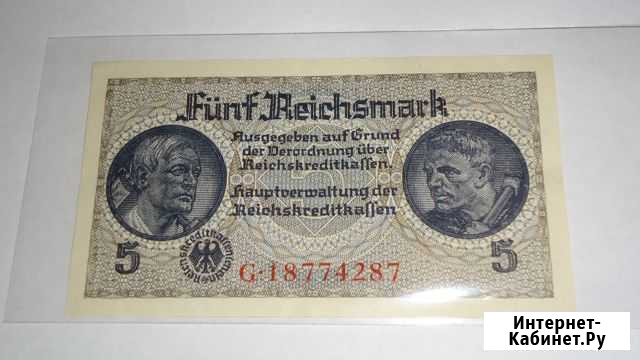 Fünf Reichsmark
Ausgegeben auf Grund
der Verordnung über
Reichskreditkassen.
Hauptverwaltung der
Reichskreditkassen
5
5
G·18774287
Интернет-
Кабинет.Ру